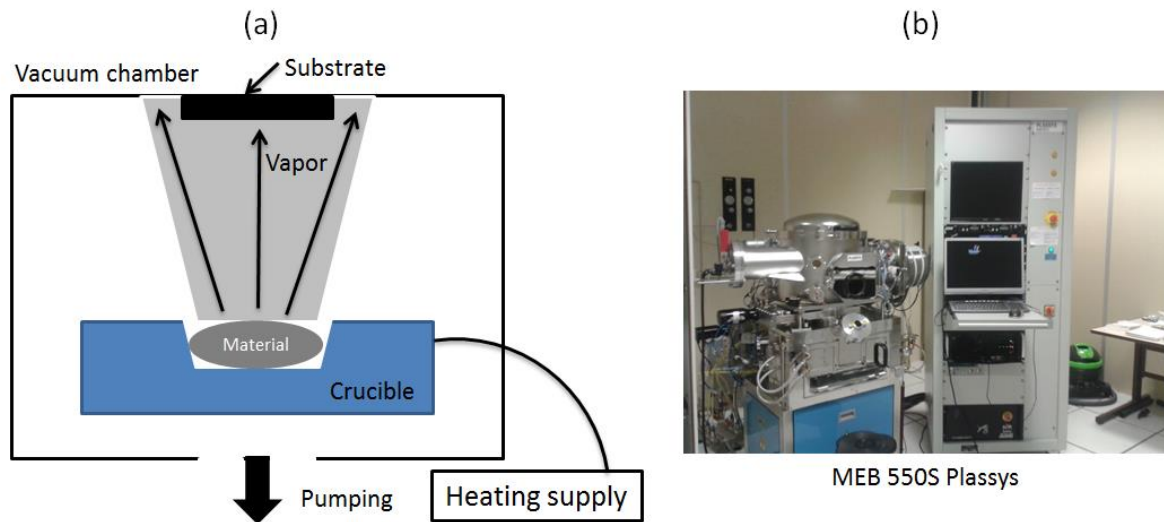 (a)
(b)
Vacuum chamber
Substrate
Vapor
Material
Crucible
Pumping
Heating supply
MEB 550S Plassys